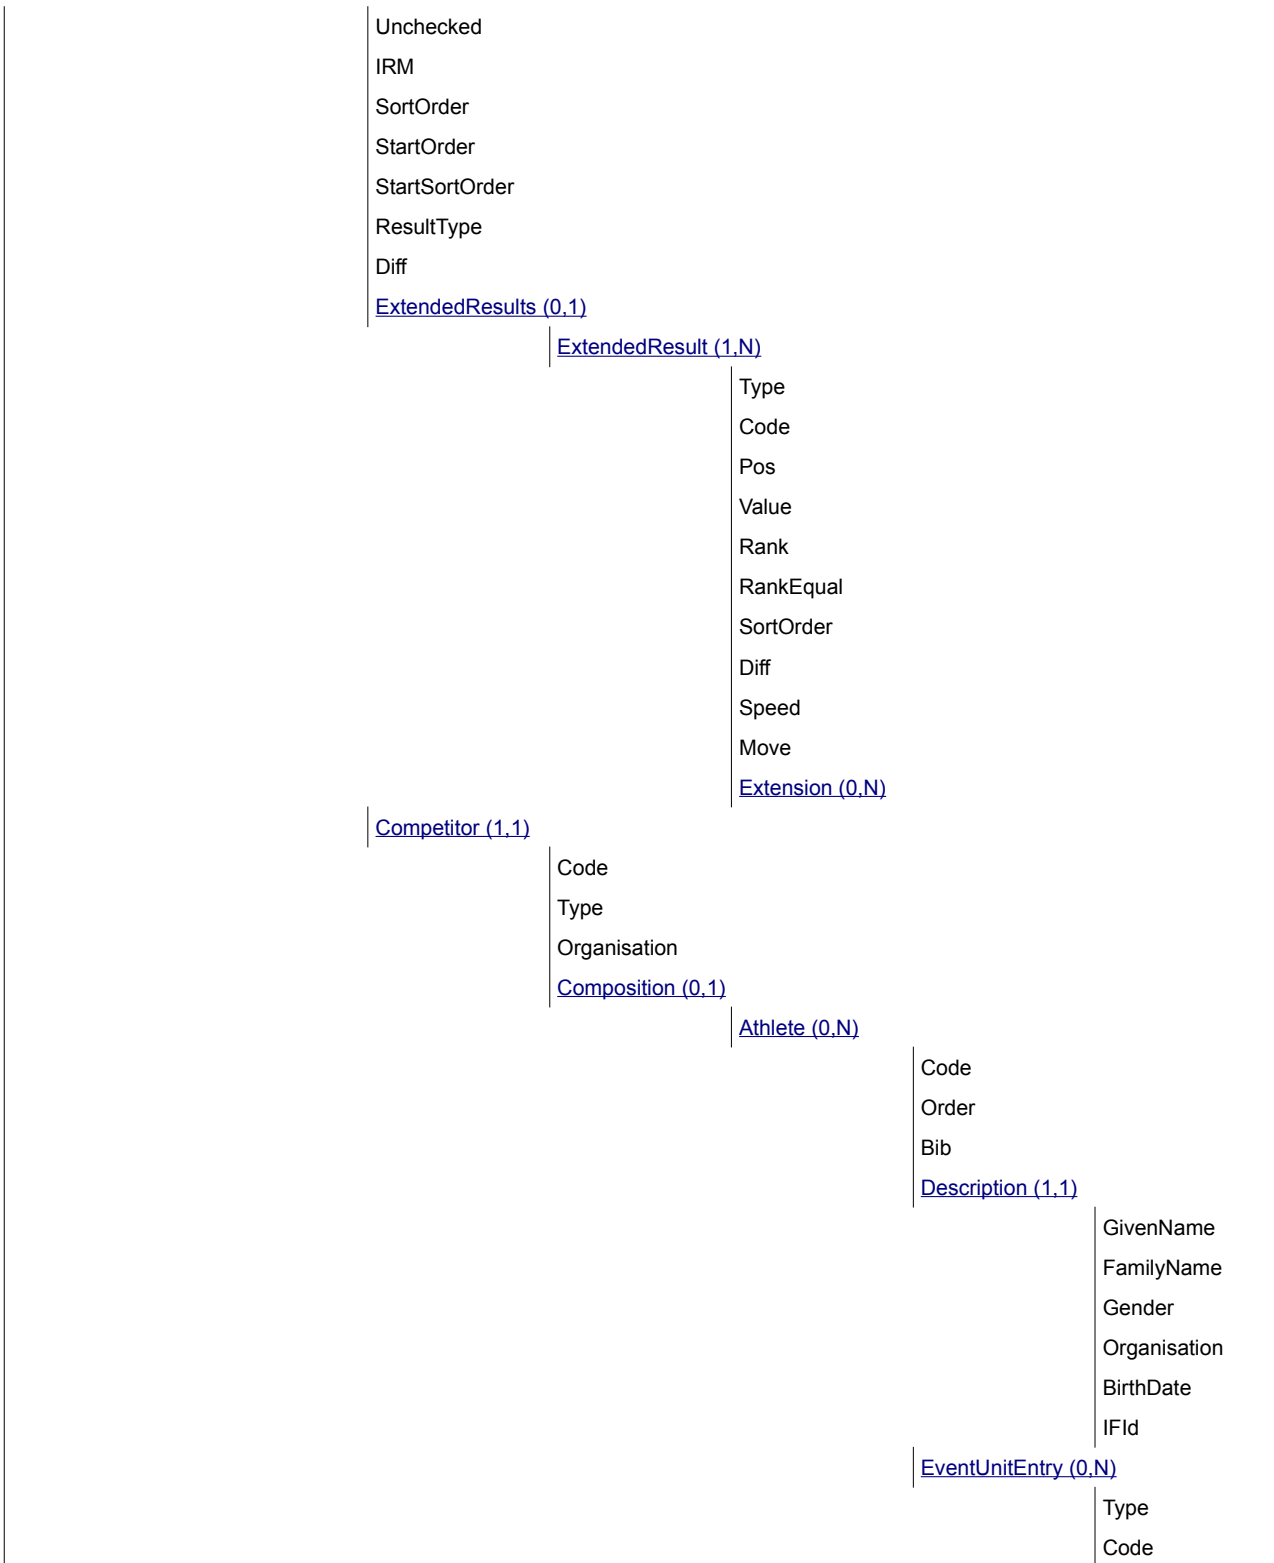 Unchecked
IRM
SortOrder
StartOrder
StartSortOrder
ResultType
Diff
ExtendedResults (0,1)
ExtendedResult (1,N)
Type
Code
Pos
Value
Rank
RankEqual
SortOrder
Diff
Speed
Move
Extension (0,N)
Competitor (1,1)
Code
Type
Organisation
Composition (0,1)
Athlete (0,N)
Code
Order
Bib
Description (1,1)
GivenName
FamilyName
Gender
Organisation
BirthDate
IFId
EventUnitEntry (0,N)
Type
Code